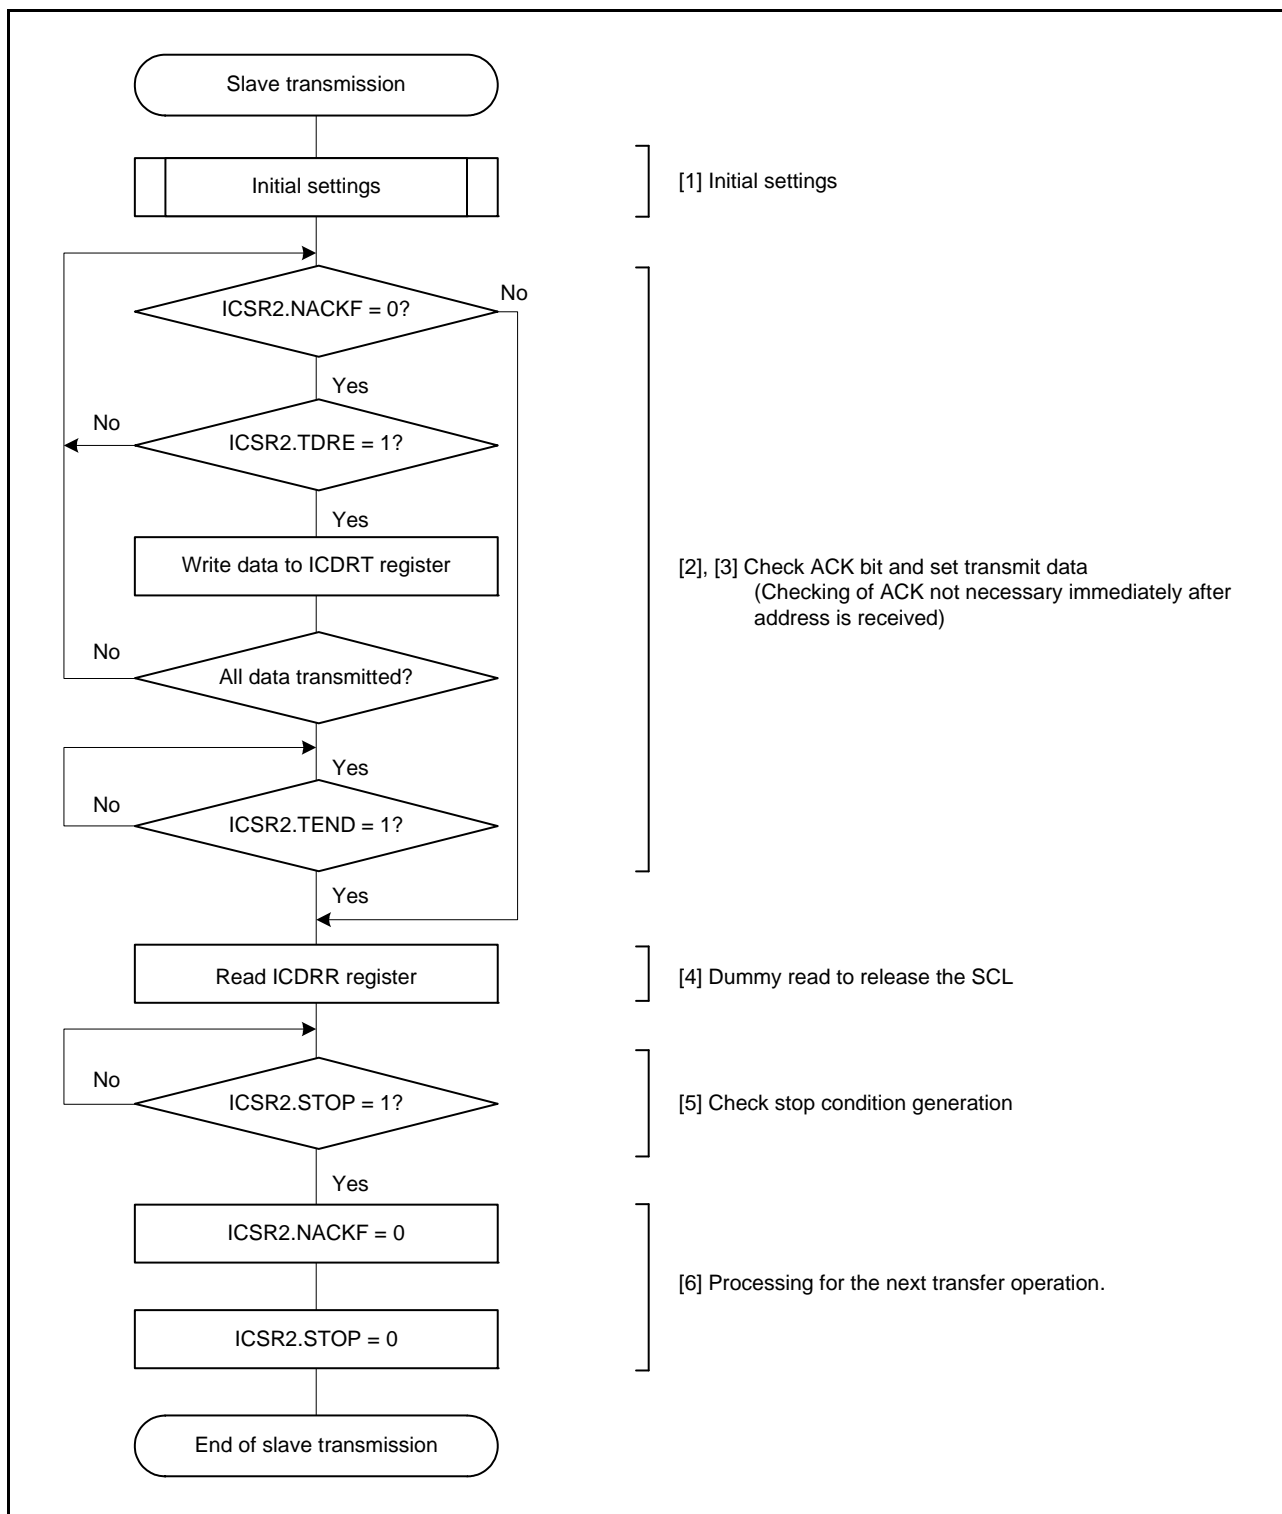 Slave transmission
Initial settings
[1] Initial settings
ICSR2.NACKF = 0?
No
Yes
No
ICSR2.TDRE = 1?
Yes
Write data to ICDRT register
[2], [3] Check ACK bit and set transmit data
(Checking of ACK not necessary immediately after
address is received)
No
All data transmitted?
Yes
No
ICSR2.TEND = 1?
Yes
Read ICDRR register
[4] Dummy read to release the SCL
No
ICSR2.STOP = 1?
[5] Check stop condition generation
Yes
ICSR2.NACKF = 0
[6] Processing for the next transfer operation.
ICSR2.STOP = 0
End of slave transmission